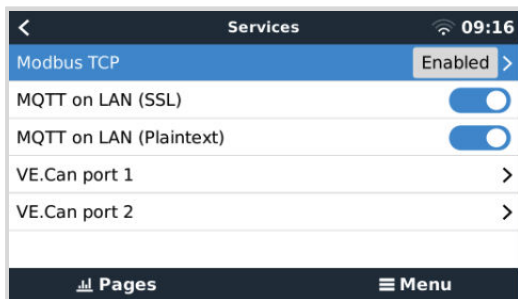 Services 09:16
Modbus TCP Enabled
MQTT on LAN (SSL)
MQTT on LAN (Plaintext)
VE.Can port 1
VE.Can port 2
Pages Menu